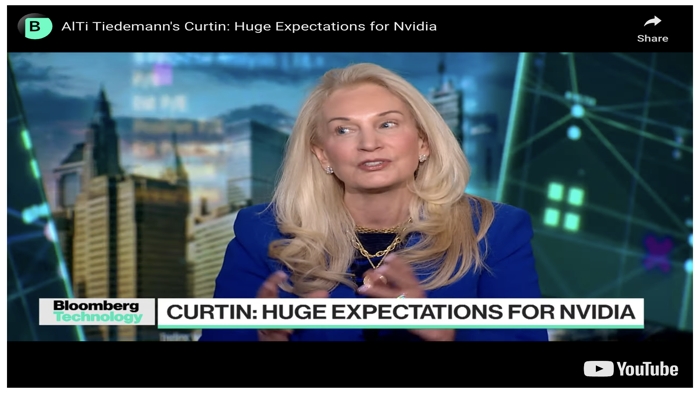 B
AlTi Tiedemann's Curtin: Huge Expectations for Nvidia
Share
Bloomberg
Technology
CURTIN: HUGE EXPECTATIONS FOR NVIDIA
YouTube